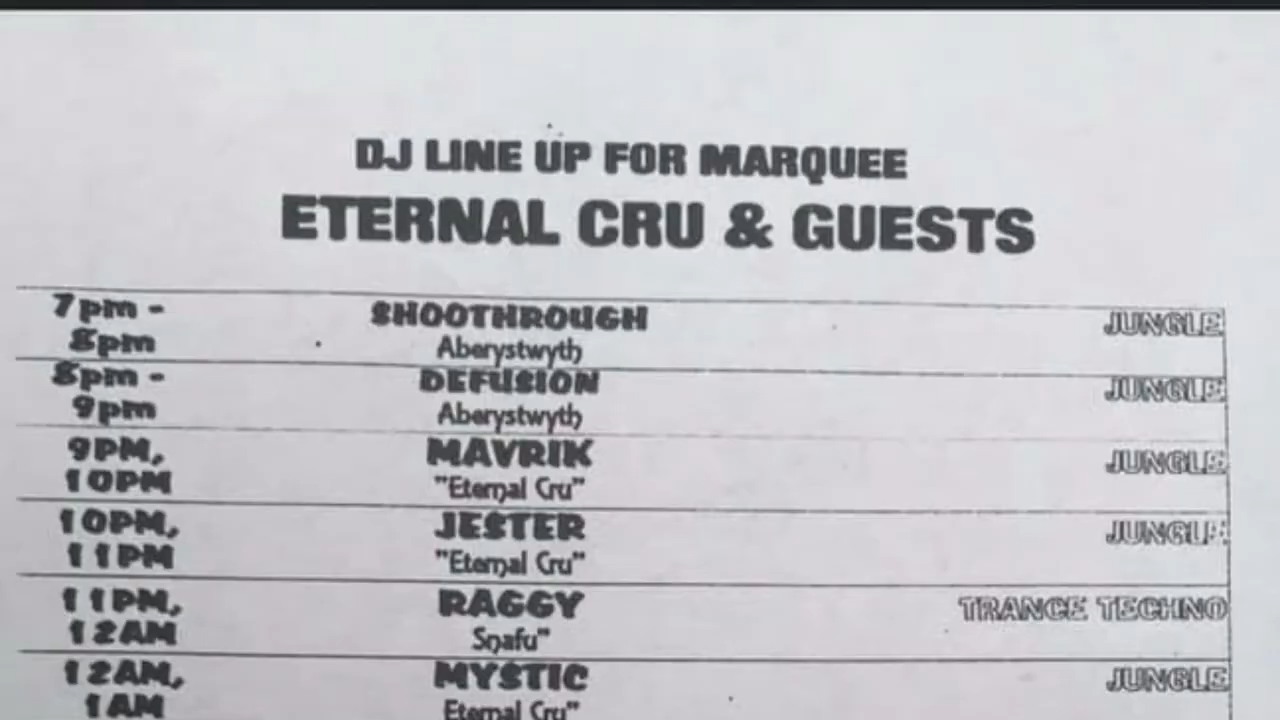 DJ LINE UP FOR MARQUEE
ETERNAL CRU & GUESTS
7pm - SHOOTHROUGH JUNGLE
8pm Aberystwyth
8pm - DEFUSION JUNGLE
9pm Aberystwyth
9PM, MAVRIK JUNGLE
10PM "Eternal Cru"
10PM, JESTER JUNGLE
11PM "Eternal Cru"
11PM, RAGGY TRANCE TECHNO
12AM Snafu"
12AM, MYSTIC JUNGLE
1AM Eternal Cru"